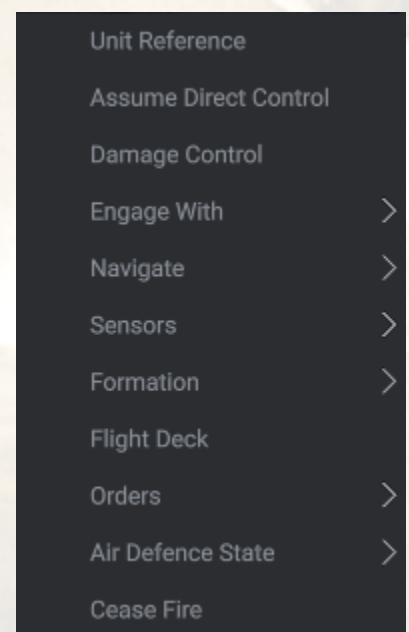 Unit Reference
Assume Direct Control
Damage Control
Engage With
Navigate
Sensors
Formation
Flight Deck
Orders
Air Defence State
Cease Fire